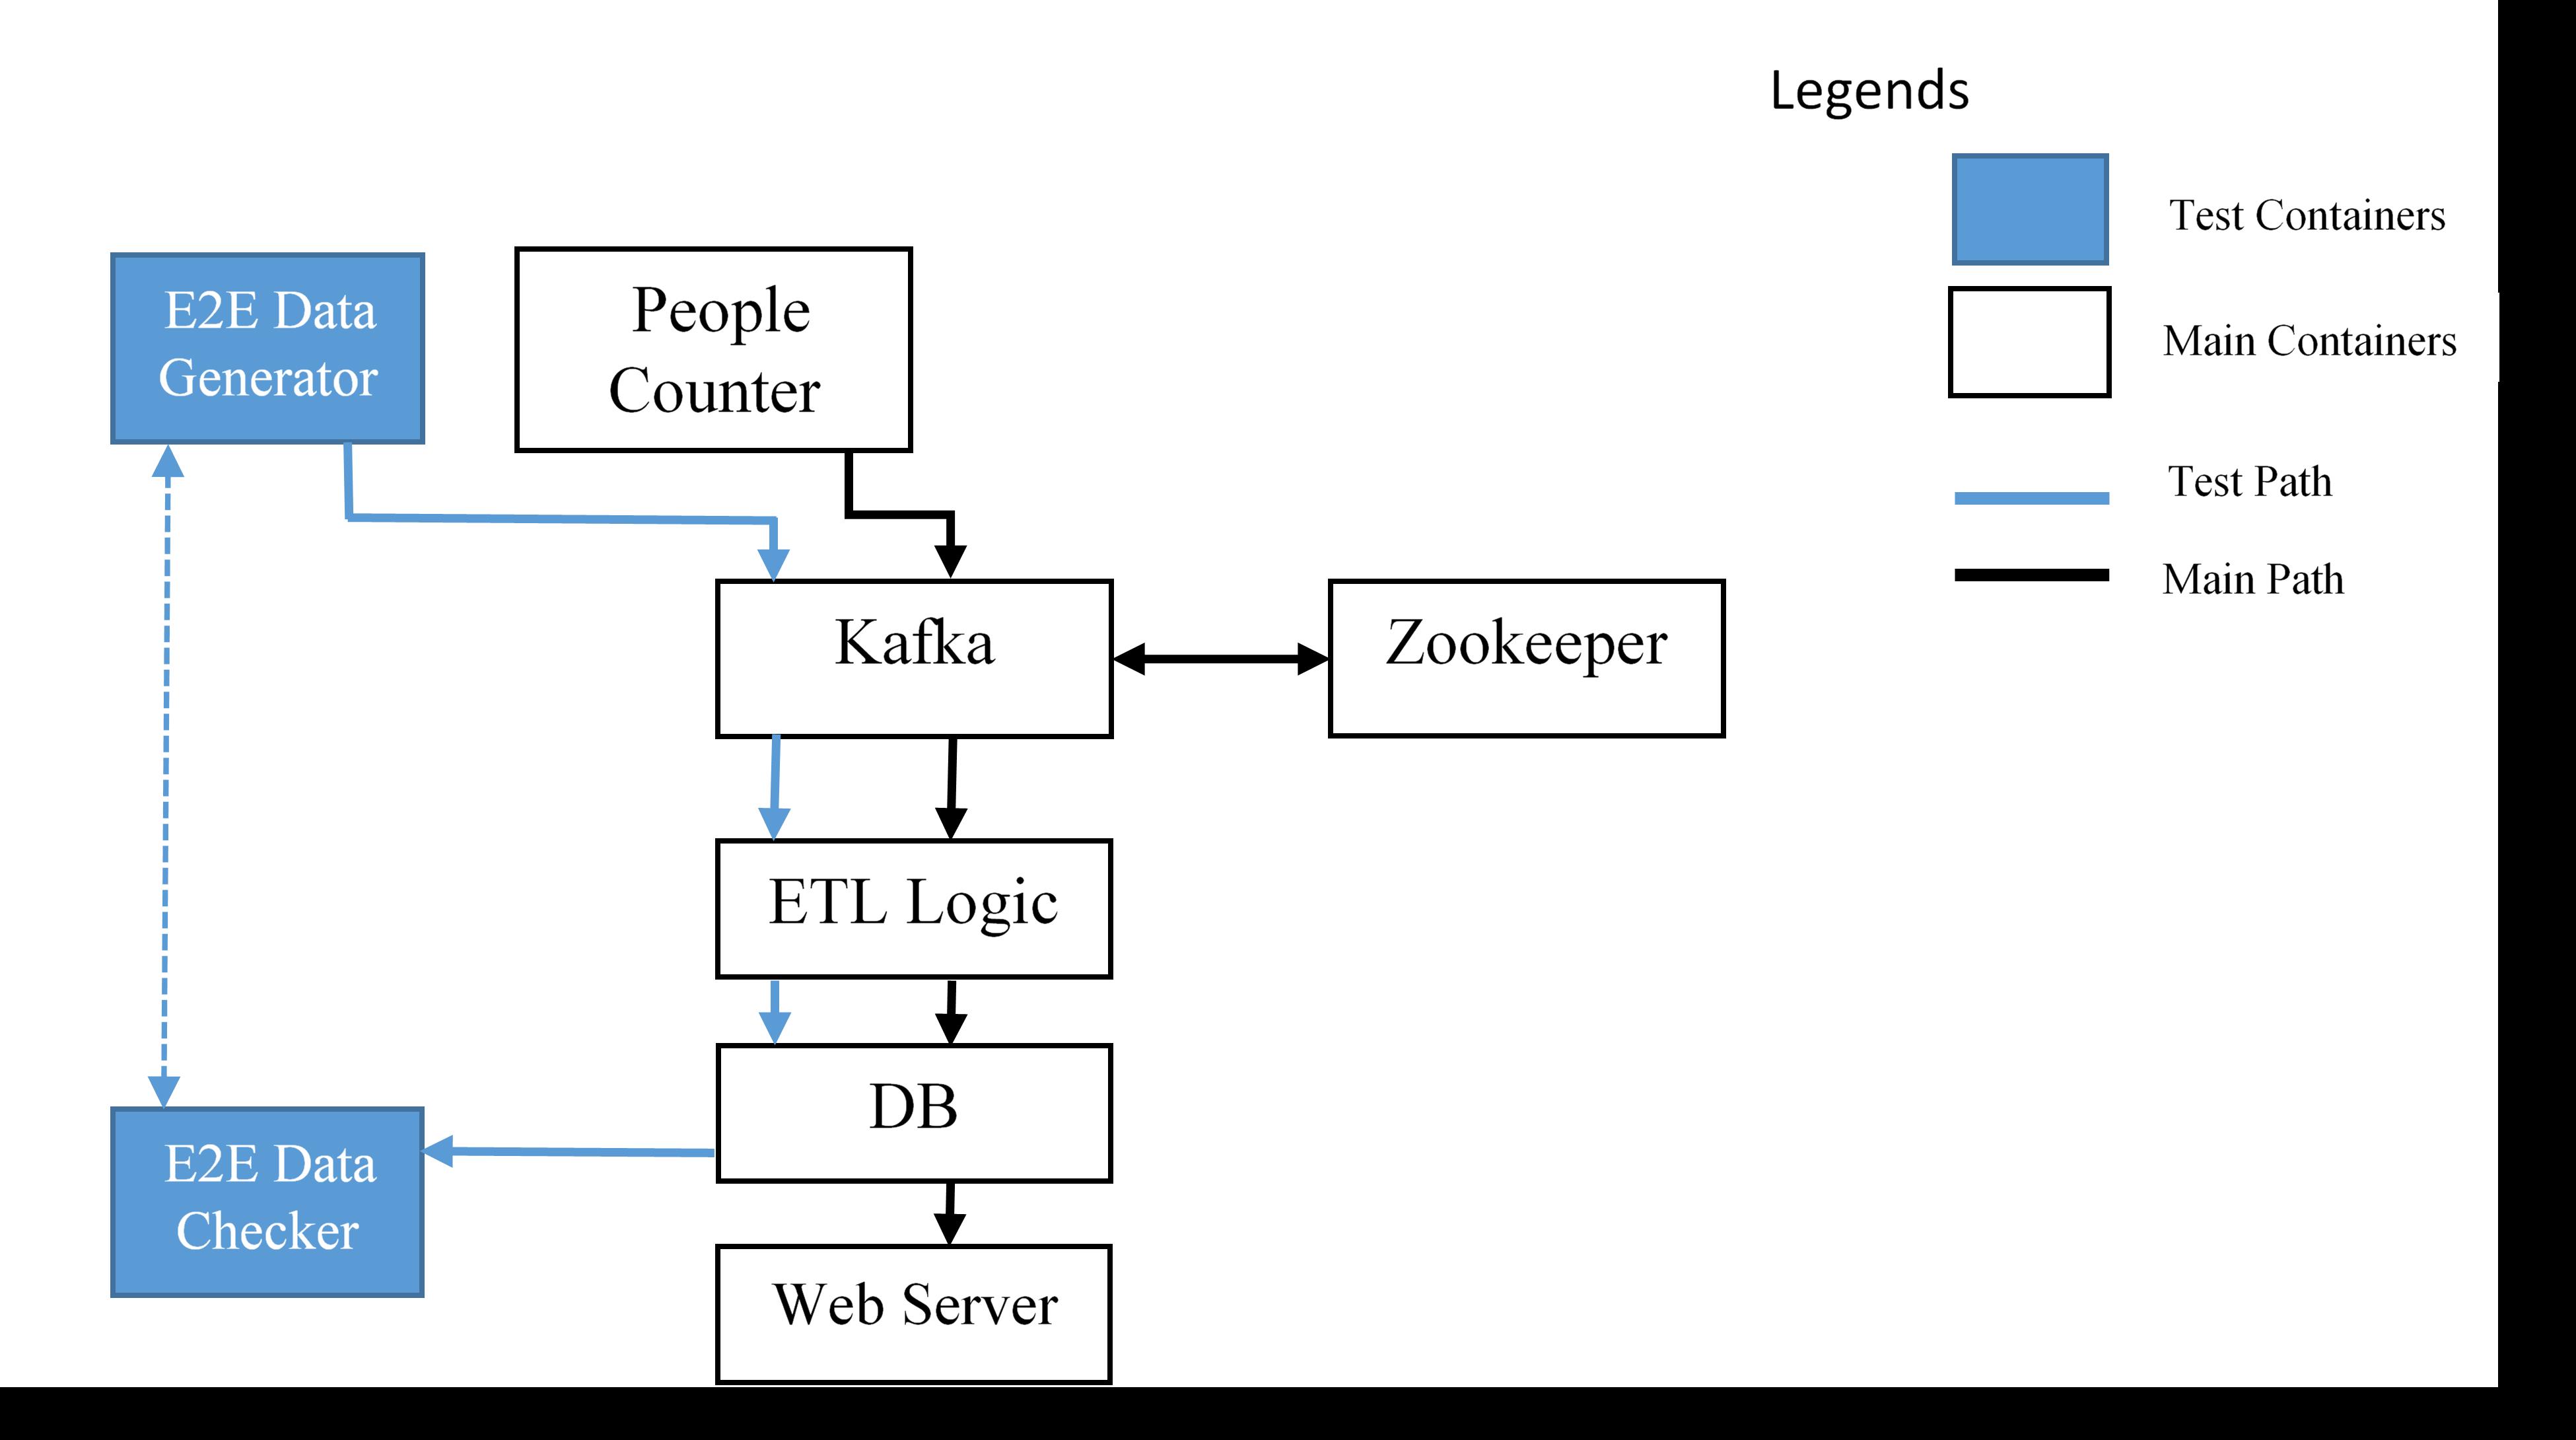 Legends
Test Containers
Main Containers
Test Path
Main Path
E2E Data
Generator
People
Counter
Kafka
Zookeeper
ETL Logic
DB
E2E Data
Checker
Web Server